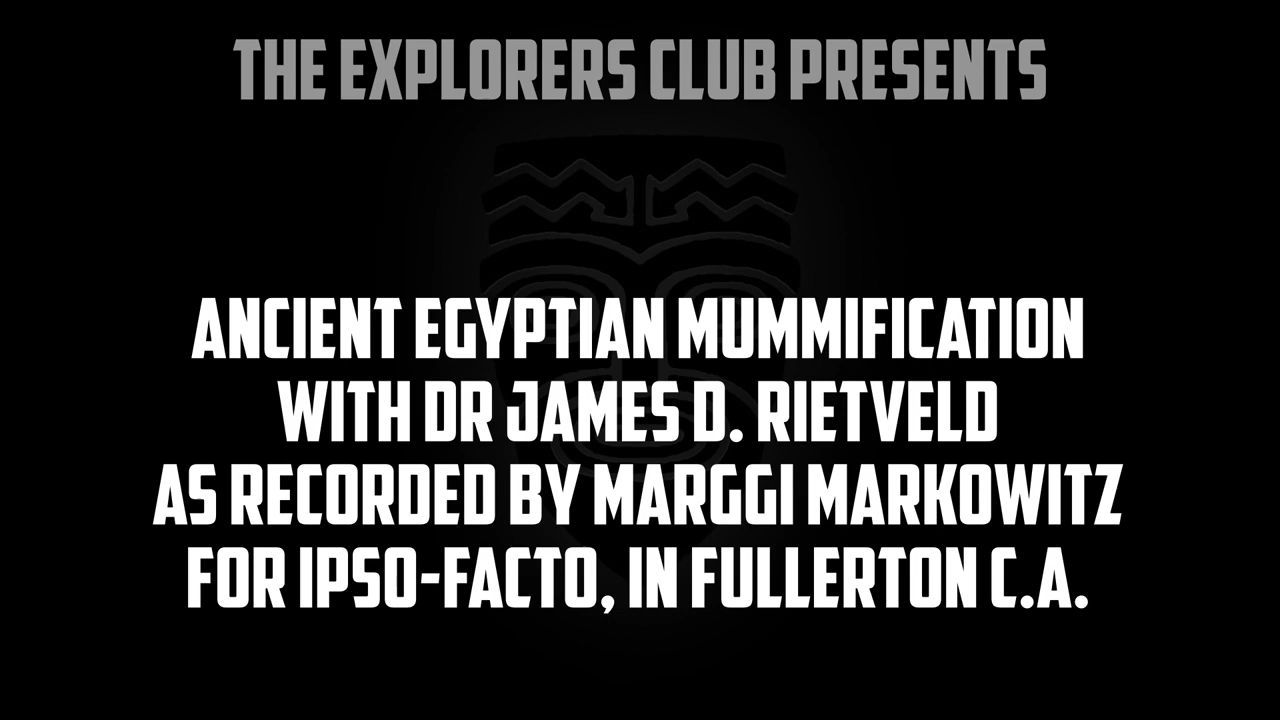 THE EXPLORERS CLUB PRESENTS
ANCIENT EGYPTIAN MUMMIFICATION
WITH DR JAMES D. RIETVELD
AS RECORDED BY MARGGI MARKOWITZ
FOR IPSO-FACTO, IN FULLERTON C.A.